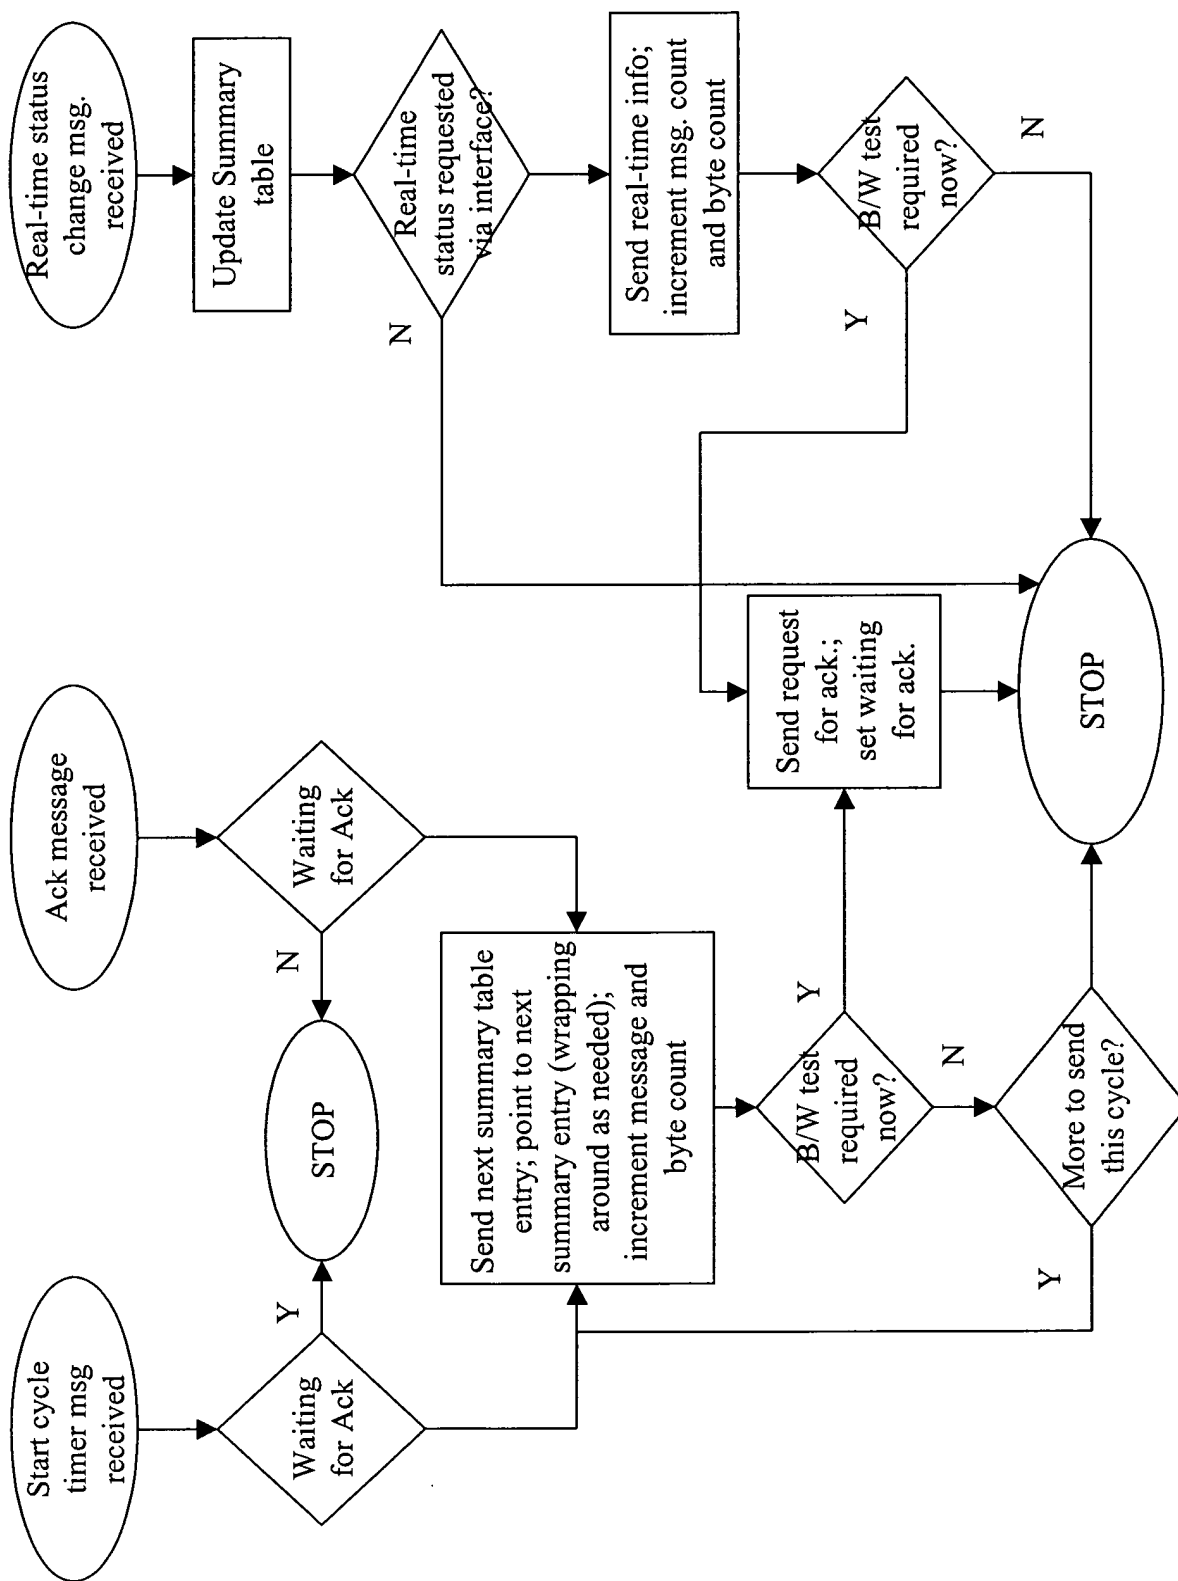 Start cycle
timer msg
received
Waiting
for Ack
Y
STOP
N
Ack message
received
Waiting
for Ack
Send next summary table
entry; point to next
summary entry (wrapping
around as needed);
increment message and
byte count
B/W test
required
now?
Y
N
More to send
this cycle?
Y
Real-time status
change msg.
received
Update Summary
table
Real-time
status requested
via interface?
N
Send real-time info;
increment msg. count
and byte count
B/W test
required
now?
Y
N
Send request
for ack.;
set waiting
for ack.
STOP